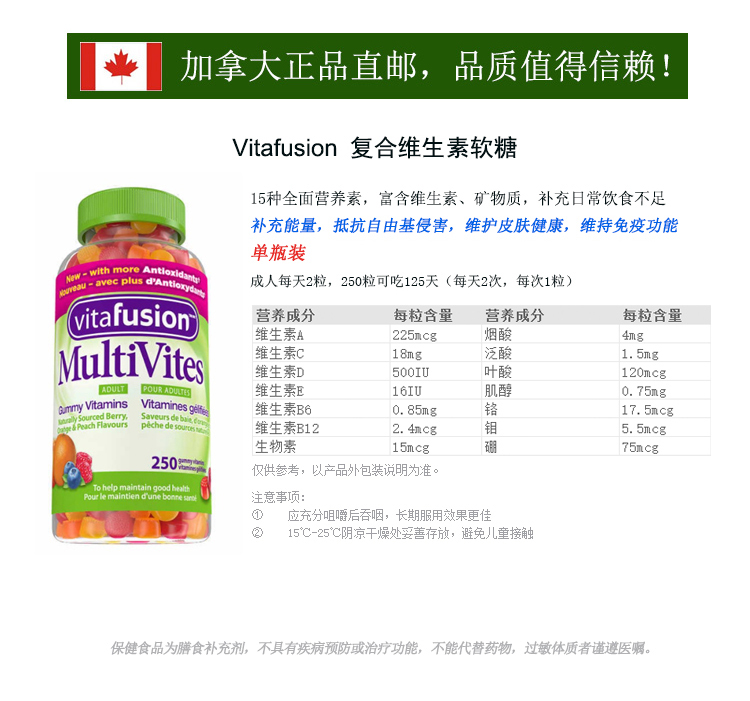 加拿大正品直邮，品质值得信赖！
Vitafusion 复合维生素软糖
15种全面营养素，富含维生素、矿物质，补充日常饮食不足
补充能量，抵抗自由基侵害，维护皮肤健康，维持免疫功能
单瓶装
成人每天2粒，250粒可吃125天（每天2次，每次1粒）
营养成分 每粒含量 营养成分 每粒含量
维生素A 225mcg 烟酸 4mg
维生素C 18mg 泛酸 1.5mg
维生素D 500IU 叶酸 120mcg
维生素E 16IU 肌醇 0.75mg
维生素B6 0.85mg 铬 17.5mcg
维生素B12 2.4mcg 钼 5.5mcg
生物素 15mcg 硼 75mcg
仅供参考，以产品外包装说明为准。
注意事项：
① 应充分咀嚼后吞咽，长期服用效果更佳
② 15℃-25℃阴凉干燥处妥善存放，避免儿童接触
New - with more Antioxidants!
Nouveau - avec plus d'Antioxydants!
vitafusion
MultiVites
ADULT POUR ADULTES
Gummy Vitamins Vitamines gélifiées
Naturally Sourced Berry, Saveurs de baie, d'orange
Orange & Peach Flavours pêche de sources naturelles
250 gummy vitamins
vitamines gélifiées
To help maintain good health
Pour le maintien d'une bonne santé
保健食品为膳食补充剂，不具有疾病预防或治疗功能，不能代替药物，过敏体质者谨遵医嘱。